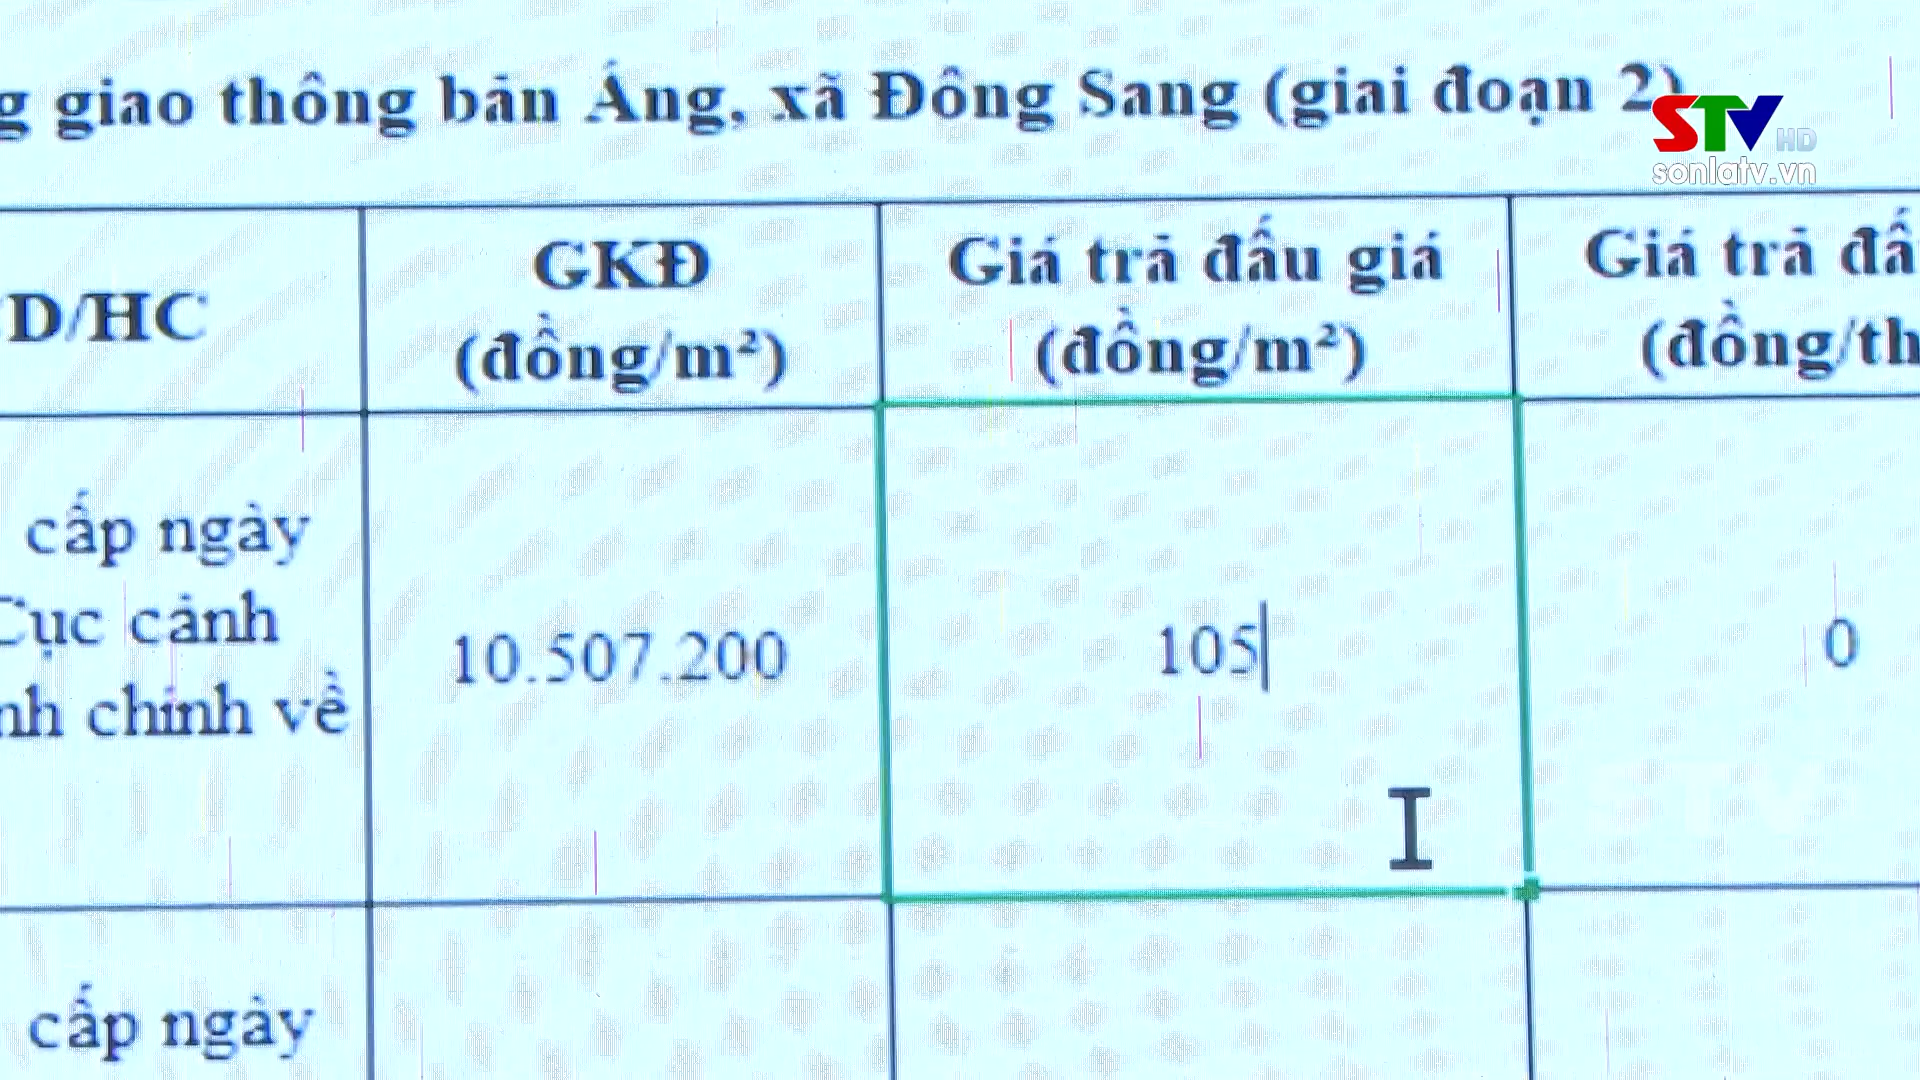 giao thông bản Áng, xã Đông Sang (giai đoạn 2)
STV HD
sonlatv.vn
D/HC
GKĐ
(đồng/m²)
Giá trả đấu giá
(đồng/m²)
Giá trả đấ
(đồng/th
cấp ngày
Cục cảnh
nh chính về
10.507.200
105
0
cấp ngày